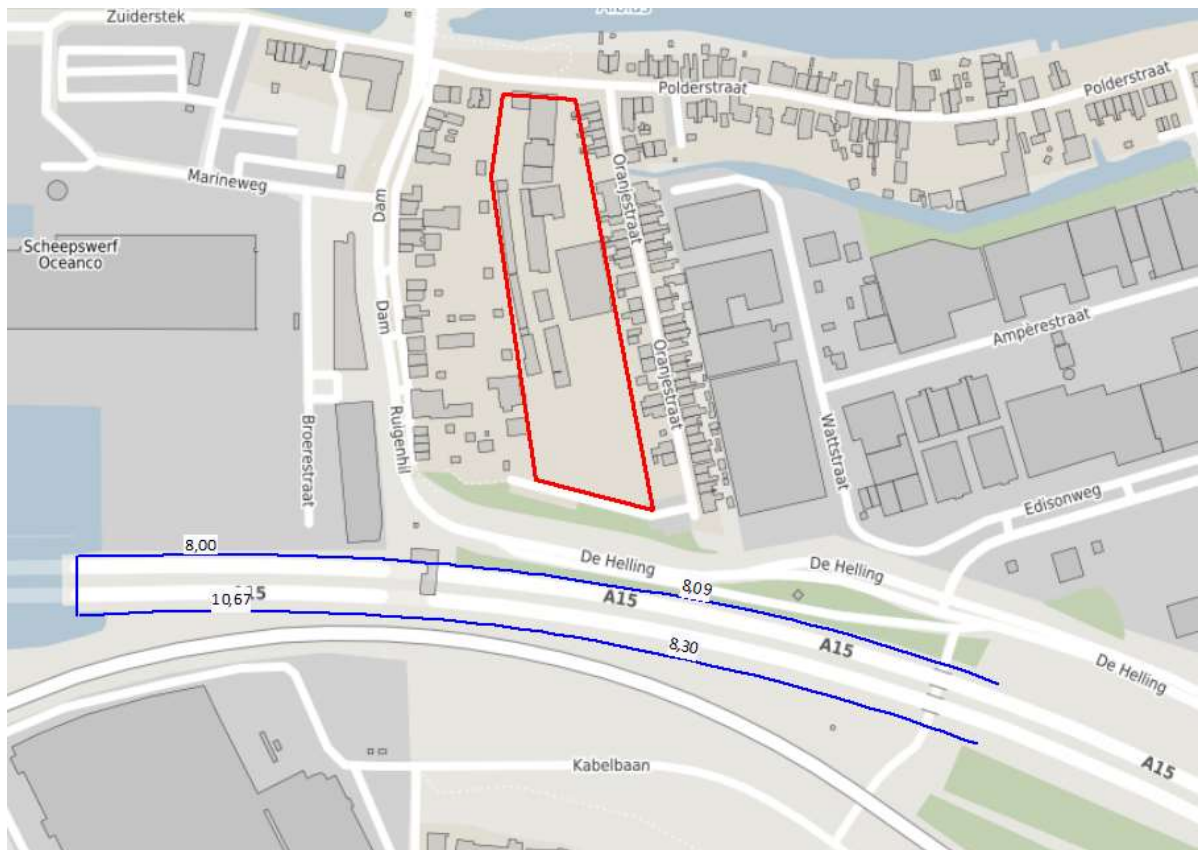 Zuiderstek
Polderstraat
Polderstraat
Marineweg
Dam
Oranjestraat
Scheepswerf
Oceanco
Dam
Ampèrestraat
Oranjestraat
Ruigenhil
Broerestraat
Wattstraat
Edisonweg
8,00
De Helling
De Helling
8,09
10,67
A15
A15
8,30
De Helling
Kabelbaan
A15